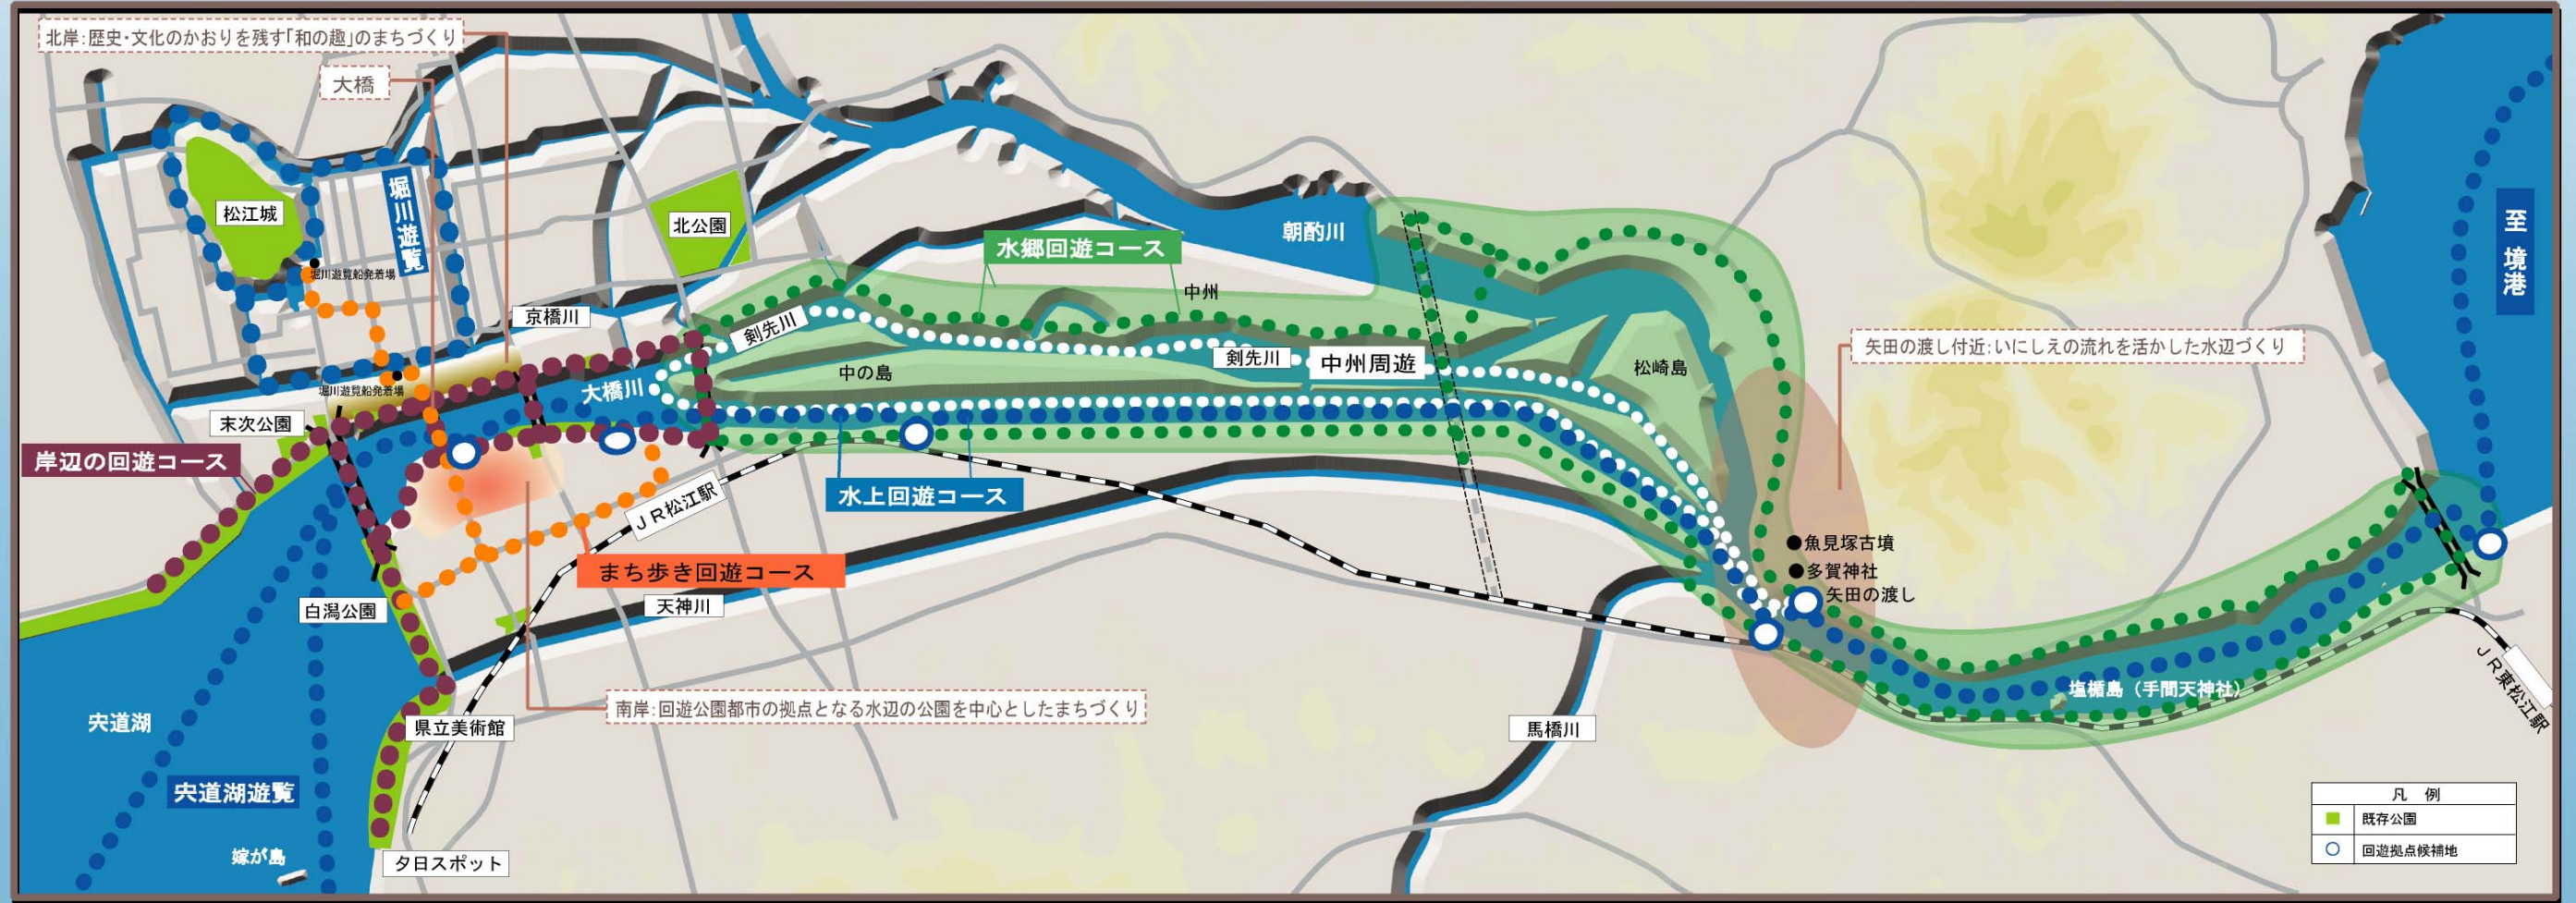 北岸:歴史・文化のかおりを残す「和の趣」のまちづくり
大橋
松江城
堀川遊覧
堀川遊覧船発着場
北公園
水郷回遊コース
朝酌川
至 境港
京橋川
剣先川
中州
剣先川
中州周遊
松崎島
矢田の渡し付近:いにしえの流れを活かした水辺づくり
堀川遊覧船発着場
大橋川
中の島
末次公園
岸辺の回遊コース
水上回遊コース
JR松江駅
まち歩き回遊コース
天神川
白潟公園
魚見塚古墳
多賀神社
矢田の渡し
塩楯島(手間天神社)
JR東松江駅
南岸:回遊公園都市の拠点となる水辺の公園を中心としたまちづくり
県立美術館
馬橋川
宍道湖
宍道湖遊覧
嫁が島
夕日スポット
凡 例
既存公園
回遊拠点候補地